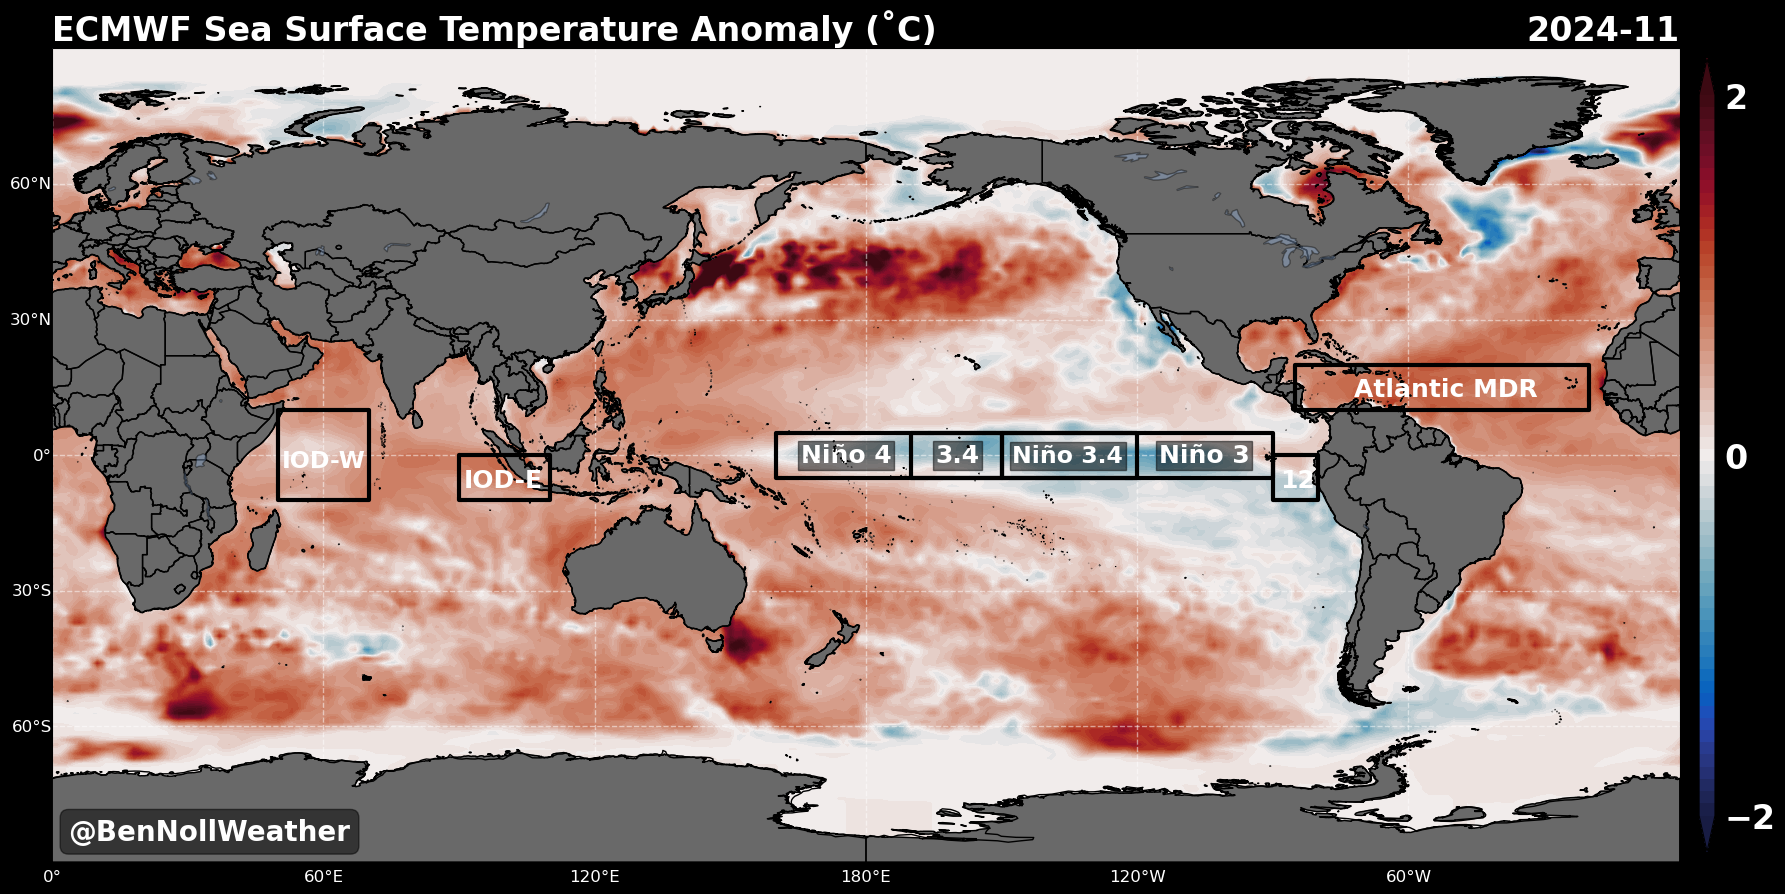 ECMWF Sea Surface Temperature Anomaly (˚C)
2024-11
2
60°N
30°N
Atlantic MDR
0°
IOD-W
IOD-E
Niño 4
3.4
Niño 3.4
Niño 3
12
0
30°S
60°S
@BenNollWeather
−2
0°
60°E
120°E
180°E
120°W
60°W